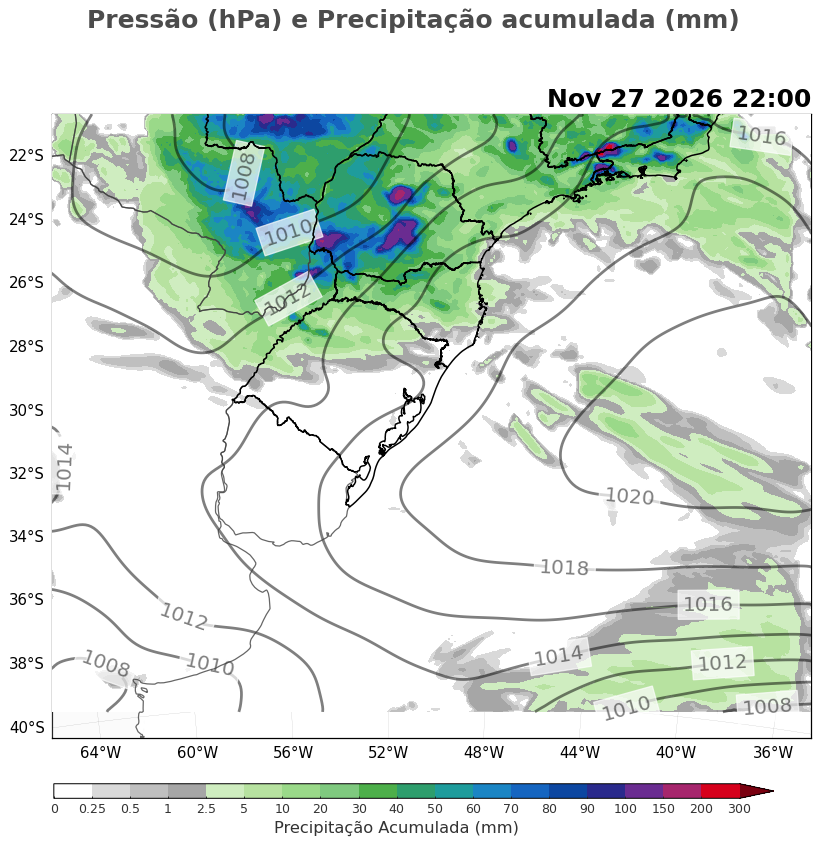 Pressão (hPa) e Precipitação acumulada (mm)
Nov 27 2026 22:00
1016
22°S
1008
24°S
1010
26°S
1012
28°S
30°S
1014
32°S
1020
34°S
1018
36°S
1016
1012
1014
1012
38°S
1008
1010
1010
1008
40°S
64°W 60°W 56°W 52°W 48°W 44°W 40°W 36°W
0 0.25 0.5 1 2.5 5 10 20 30 40 50 60 70 80 90 100 150 200 300
Precipitação Acumulada (mm)